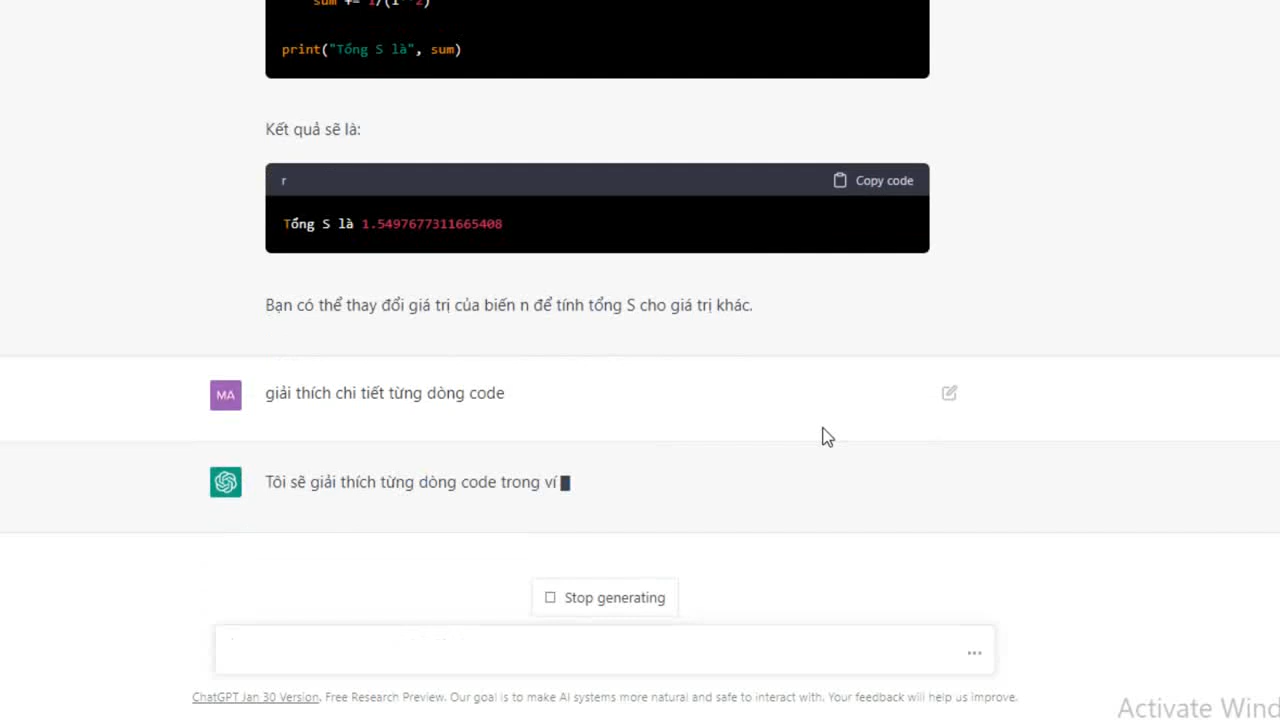 sum += 1/(i**2)
print("Tổng S là", sum)
Kết quả sẽ là:
r
Copy code
Tổng S là 1.5497677311665408
Bạn có thể thay đổi giá trị của biến n để tính tổng S cho giá trị khác.
MA
giải thích chi tiết từng dòng code
Tôi sẽ giải thích từng dòng code trong ví
Stop generating
ChatGPT Jan 30 Version. Free Research Preview. Our goal is to make AI systems more natural and safe to interact with. Your feedback will help us improve.
Activate Wind